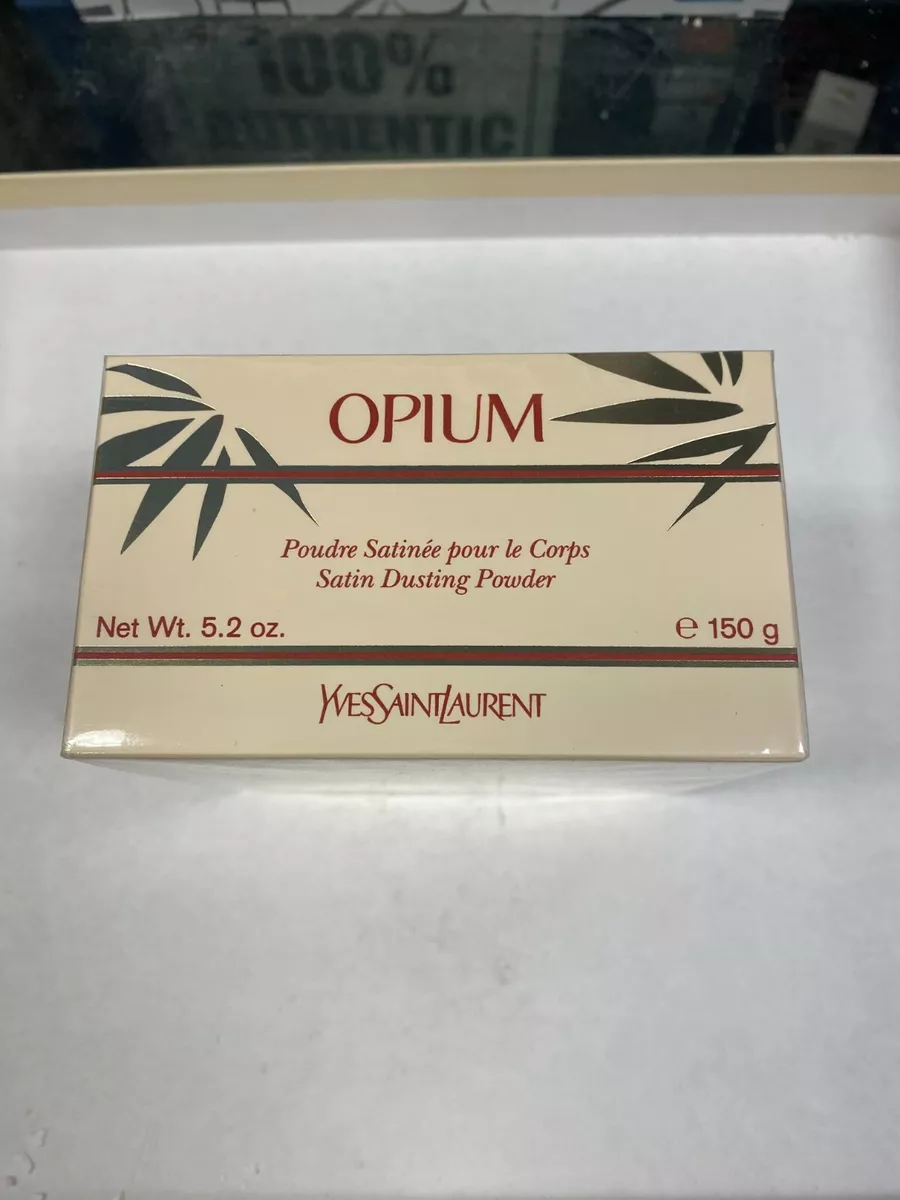 100%
AUTHENTIC
OPIUM
Poudre Satinée pour le Corps
Satin Dusting Powder
Net Wt. 5.2 oz.
℮ 150 g
YVESSAINTLAURENT